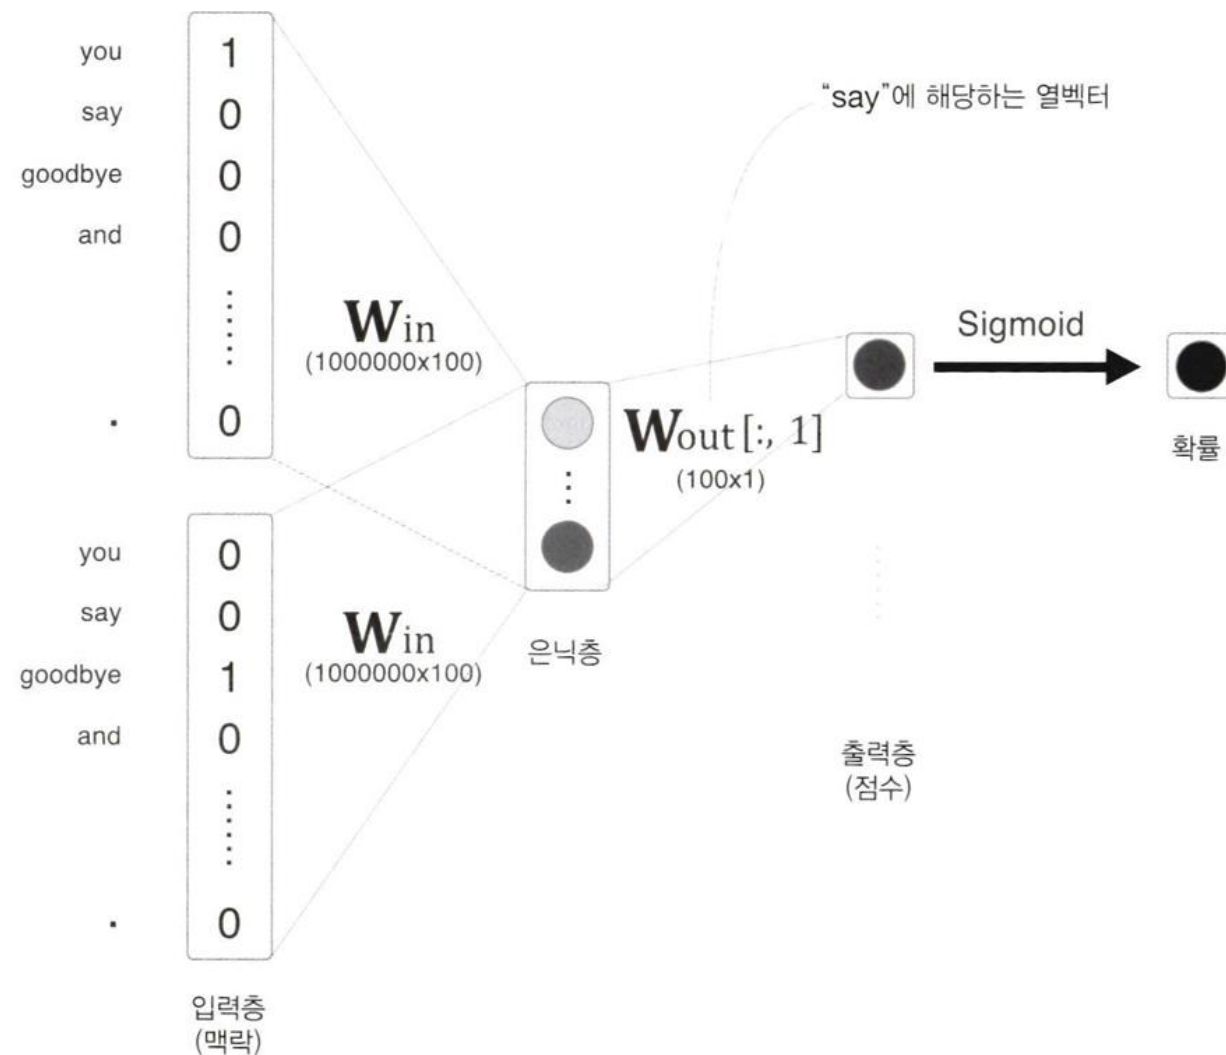 you 1
say 0
goodbye 0
and 0
. 0
Win
(1000000x100)
"say"에 해당하는 열벡터
Wout[:, 1]
(100x1)
Sigmoid
확률
you 0
say 0
goodbye 1
and 0
. 0
Win
(1000000x100)
은닉층
출력층
(점수)
입력층
(맥락)